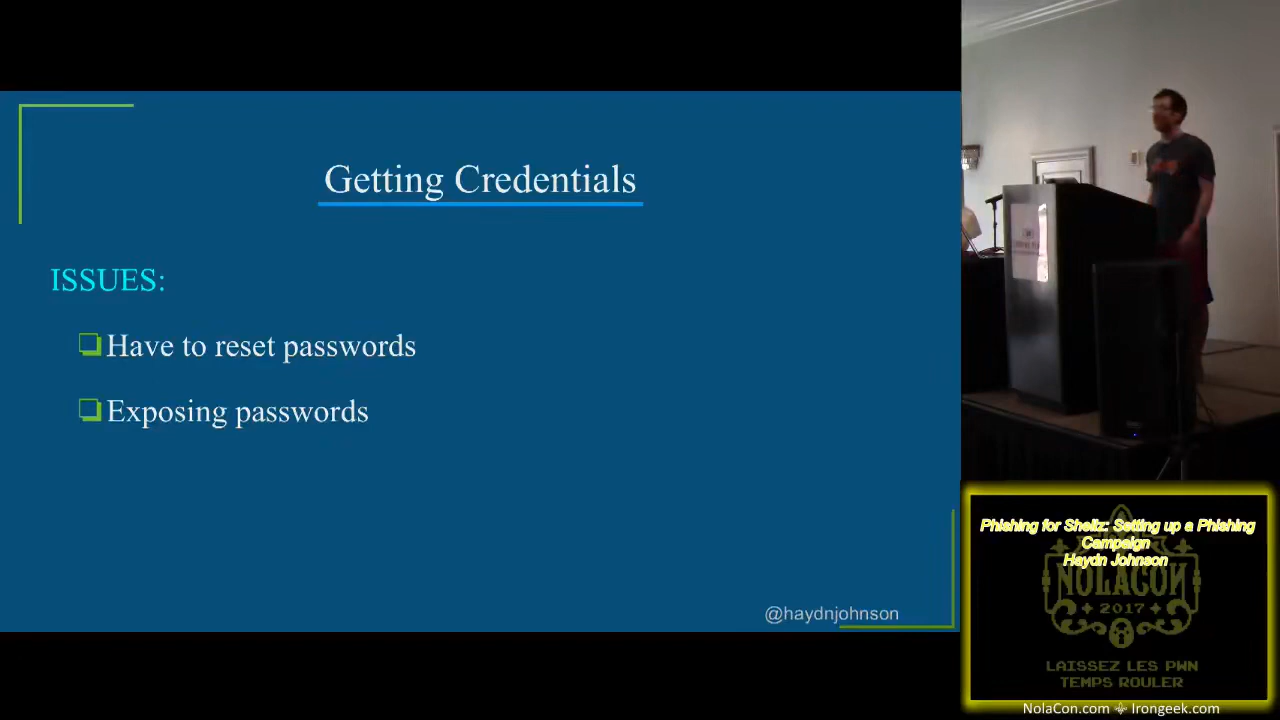 Getting Credentials
ISSUES:
Have to reset passwords
Exposing passwords
@haydnjohnson
Phishing for Shellz: Setting up a Phishing
Campaign
Haydn Johnson
NOLACON
2017
LAISSEZ LES PWN
TEMPS ROULER
NolaCon.com Irongeek.com